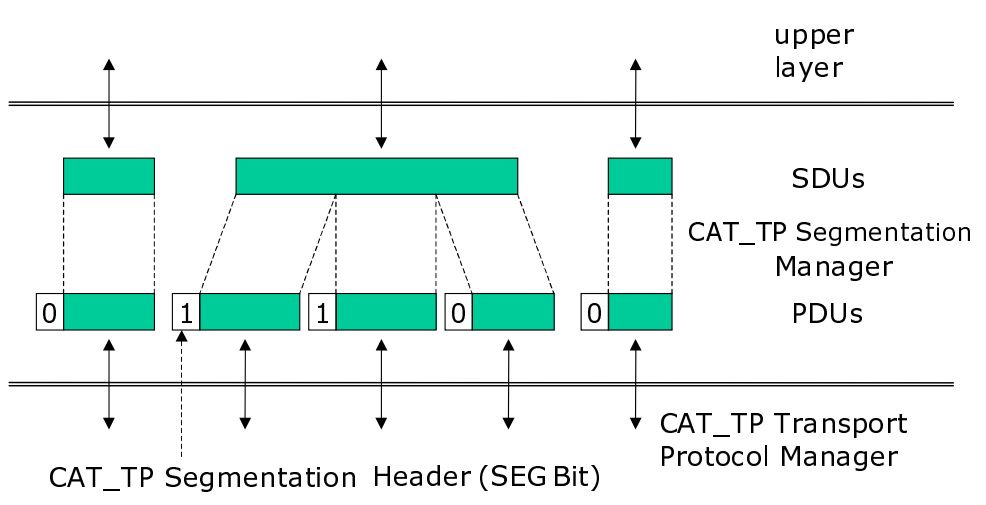 upper
layer
SDUs
CAT_TP Segmentation
Manager
0 1 1 0 0 PDUs
CAT_TP Transport
Protocol Manager
CAT_TP Segmentation Header (SEG Bit)